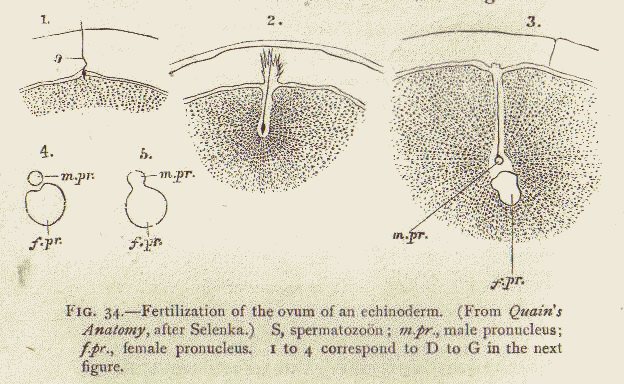 1.
2.
3.
s
4.
5.
m.pr.
m.pr.
f.pr.
f.pr.
m.pr.
f.pr.
FIG. 34.—Fertilization of the ovum of an echinoderm. (From Quain's
Anatomy, after Selenka.) S, spermatozoön; m.pr., male pronucleus;
f.pr., female pronucleus. 1 to 4 correspond to D to G in the next
figure.